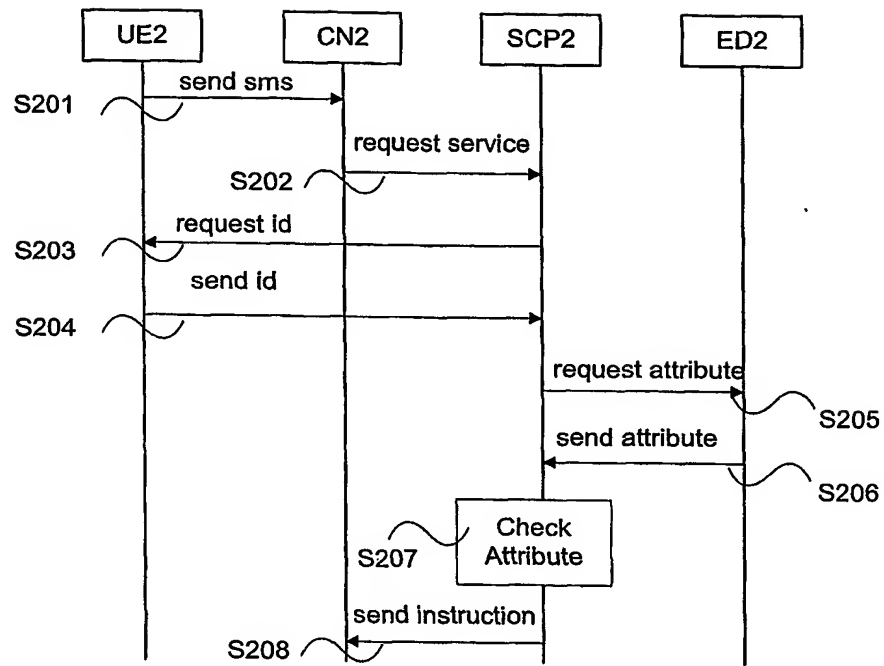 UE2 CN2 SCP2 ED2
send sms
S201
request service
S202
request id
S203
send id
S204
request attribute
S205
send attribute
S206
Check
Attribute
S207
send instruction
S208